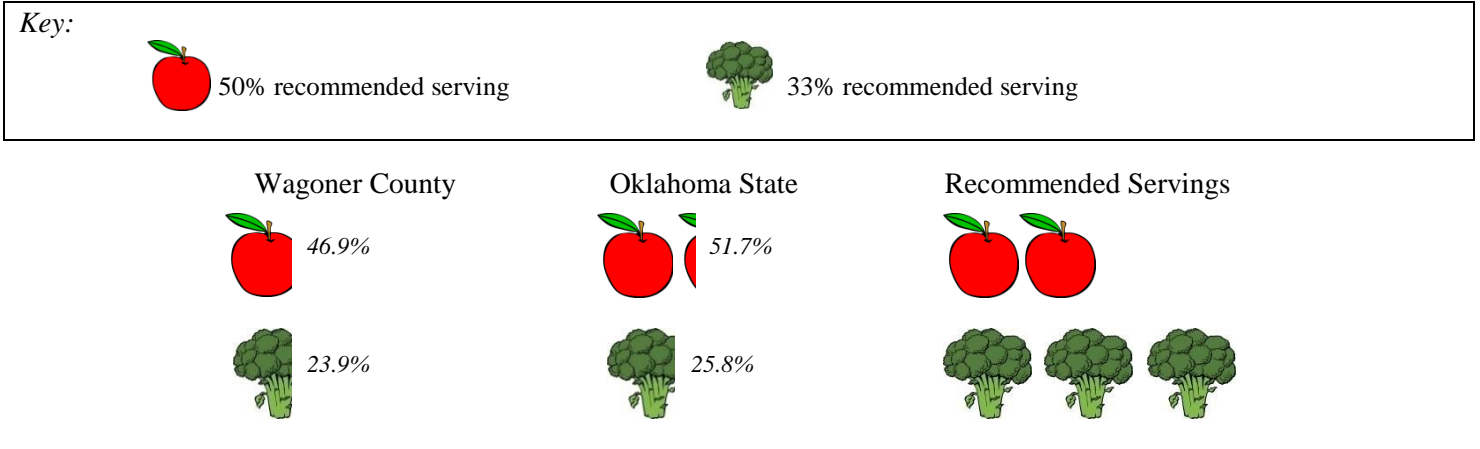 Key:
50% recommended serving 33% recommended serving
Wagoner County Oklahoma State Recommended Servings
46.9% 51.7%
23.9% 25.8%